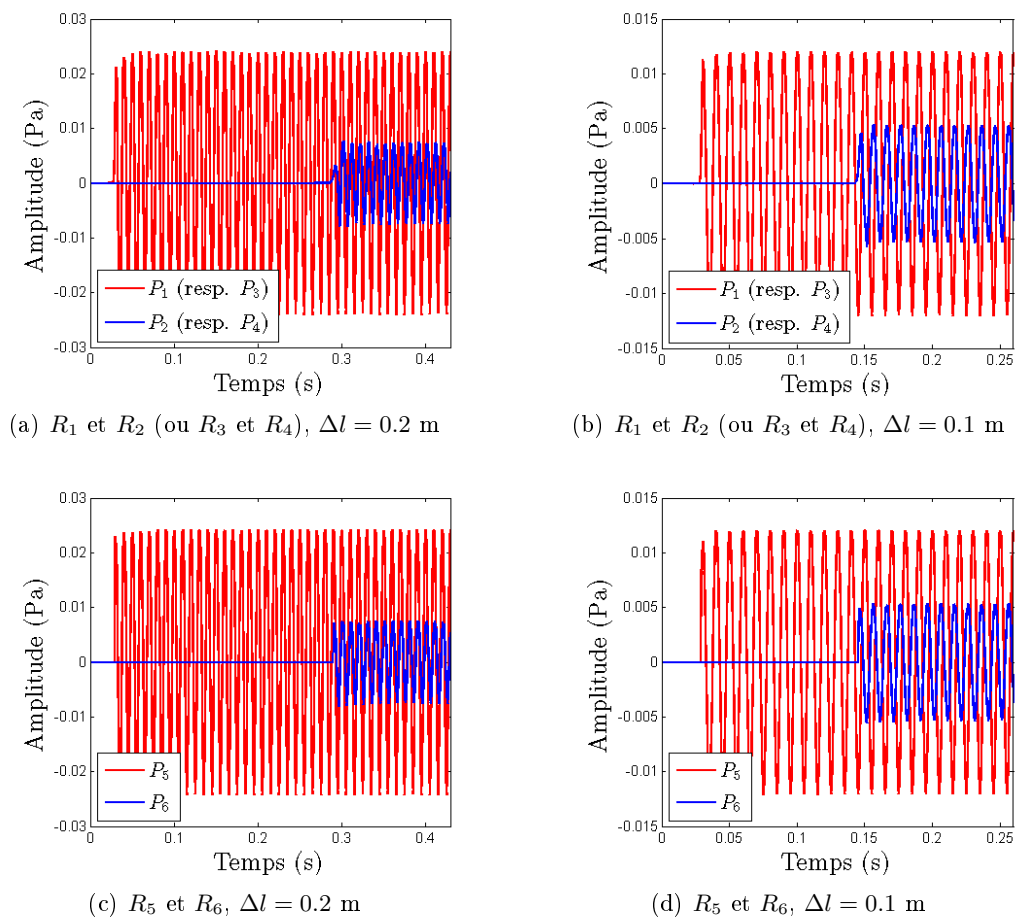 0.03
0.02
0.01
0
-0.01
-0.02
-0.03
Amplitude (Pa)
P₁ (resp. P₃)
P₂ (resp. P₄)
0 0.1 0.2 0.3 0.4
Temps (s)
(a) R₁ et R₂ (ou R₃ et R₄), Δl = 0.2 m
0.015
0.01
0.005
0
-0.005
-0.01
-0.015
Amplitude (Pa)
P₁ (resp. P₃)
P₂ (resp. P₄)
0 0.05 0.1 0.15 0.2 0.25
Temps (s)
(b) R₁ et R₂ (ou R₃ et R₄), Δl = 0.1 m
0.03
0.02
0.01
0
-0.01
-0.02
-0.03
Amplitude (Pa)
P₅
P₆
0 0.1 0.2 0.3 0.4
Temps (s)
(c) R₅ et R₆, Δl = 0.2 m
0.015
0.01
0.005
0
-0.005
-0.01
-0.015
Amplitude (Pa)
P₅
P₆
0 0.05 0.1 0.15 0.2 0.25
Temps (s)
(d) R₅ et R₆, Δl = 0.1 m